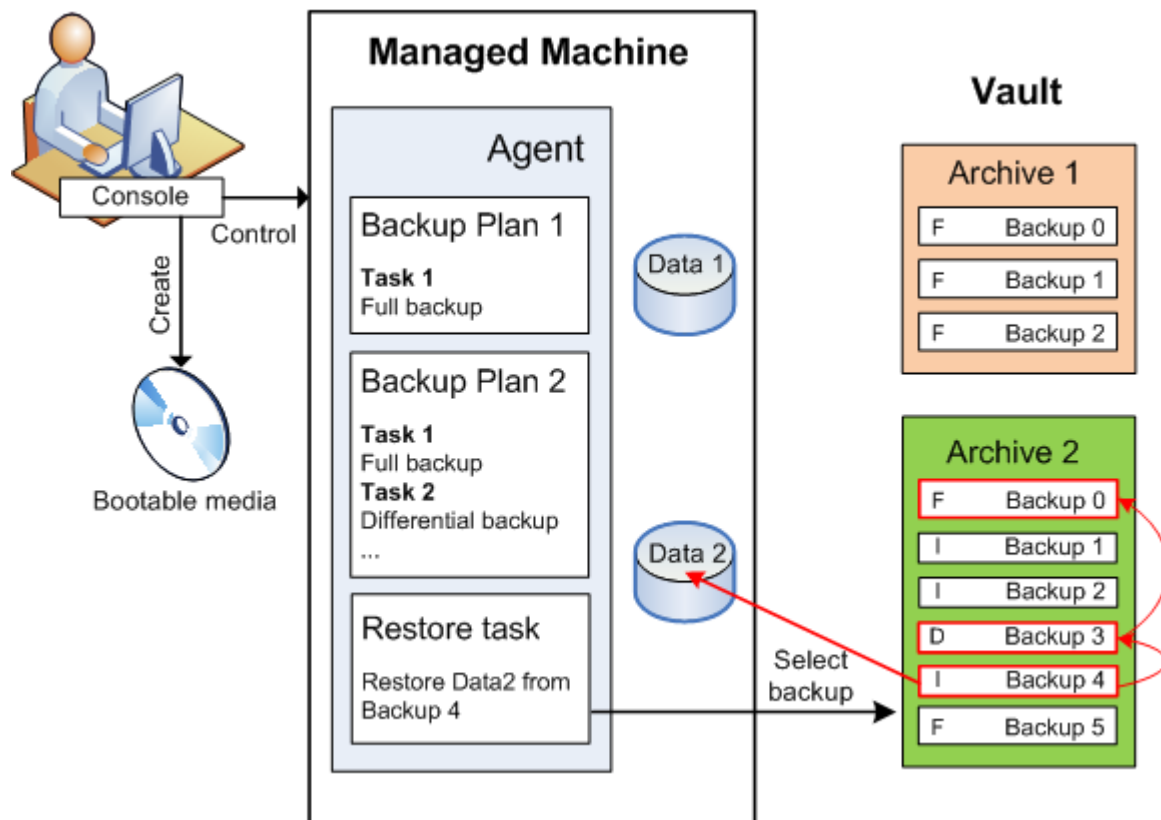 Managed Machine
Vault
Console
Control
Create
Bootable media
Agent
Backup Plan 1
Task 1
Full backup
Backup Plan 2
Task 1
Full backup
Task 2
Differential backup
...
Restore task
Restore Data2 from
Backup 4
Data 1
Data 2
Select
backup
Archive 1
F Backup 0
F Backup 1
F Backup 2
Archive 2
F Backup 0
I Backup 1
I Backup 2
D Backup 3
I Backup 4
F Backup 5